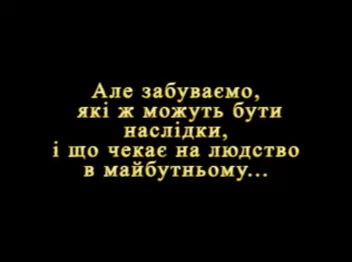 Але забуваємо,
які ж можуть бути
наслідки,
і що чекає на людство
в майбутньому...